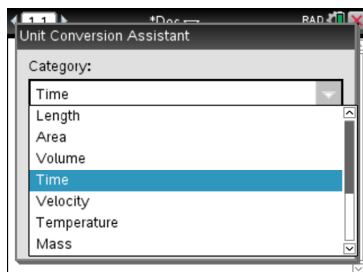 1.1 *Doc RAD
Unit Conversion Assistant
Category:
Time
Length
Area
Volume
Time
Velocity
Temperature
Mass